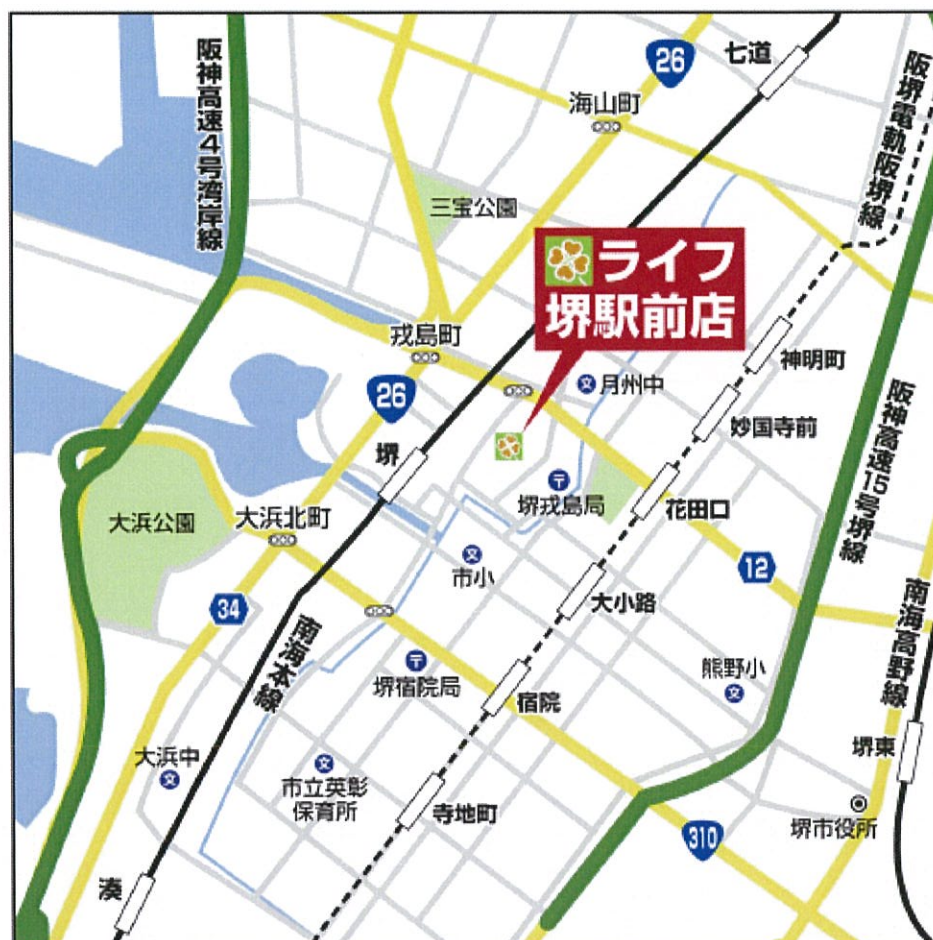 阪神高速4号湾岸線
26
七道
海山町
阪堺電軌阪堺線
三宝公園
ライフ
堺駅前店
戎島町
神明町
26
月州中
妙国寺前
阪神高速15号堺線
堺
堺戎島局
花田口
大浜公園
大浜北町
市小
12
34
大小路
南海本線
南海高野線
堺宿院局
宿院
熊野小
大浜中
市立英彰
保育所
寺地町
堺東
310
堺市役所
湊